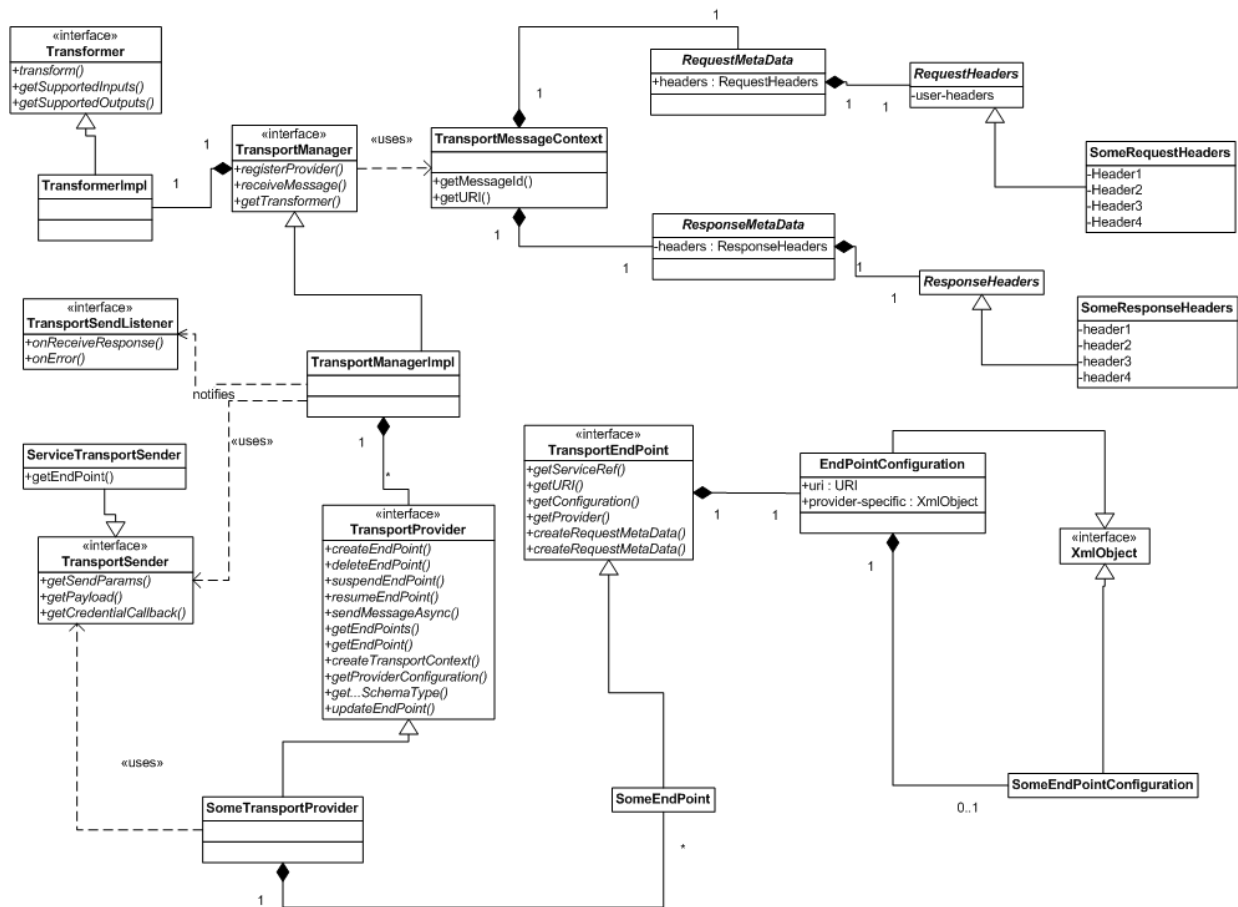 «interface»
Transformer
+transform()
+getSupportedInputs()
+getSupportedOutputs()
1
1
TransformerImpl
«interface»
TransportManager
+registerProvider()
+receiveMessage()
+getTransformer()
«uses»
TransportMessageContext
+getMessageId()
+getURI()
1
1
RequestMetaData
+headers : RequestHeaders
1
1
RequestHeaders
-user-headers
SomeRequestHeaders
-Header1
-Header2
-Header3
-Header4
1
1
ResponseMetaData
-headers : ResponseHeaders
1
1
ResponseHeaders
SomeResponseHeaders
-header1
-header2
-header3
-header4
«interface»
TransportSendListener
+onReceiveResponse()
+onError()
notifies
TransportManagerImpl
1
*
«uses»
ServiceTransportSender
+getEndPoint()
«interface»
TransportSender
+getSendParams()
+getPayload()
+getCredentialCallback()
«interface»
TransportProvider
+createEndPoint()
+deleteEndPoint()
+suspendEndPoint()
+resumeEndPoint()
+sendMessageAsync()
+getEndPoints()
+getEndPoint()
+createTransportContext()
+getProviderConfiguration()
+get...SchemaType()
+updateEndPoint()
«interface»
TransportEndPoint
+getServiceRef()
+getURI()
+getConfiguration()
+getProvider()
+createRequestMetaData()
+createRequestMetaData()
1
1
EndPointConfiguration
+uri : URI
+provider-specific : XmlObject
1
«interface»
XmlObject
«uses»
SomeTransportProvider
1
SomeEndPoint
*
SomeEndPointConfiguration
0..1